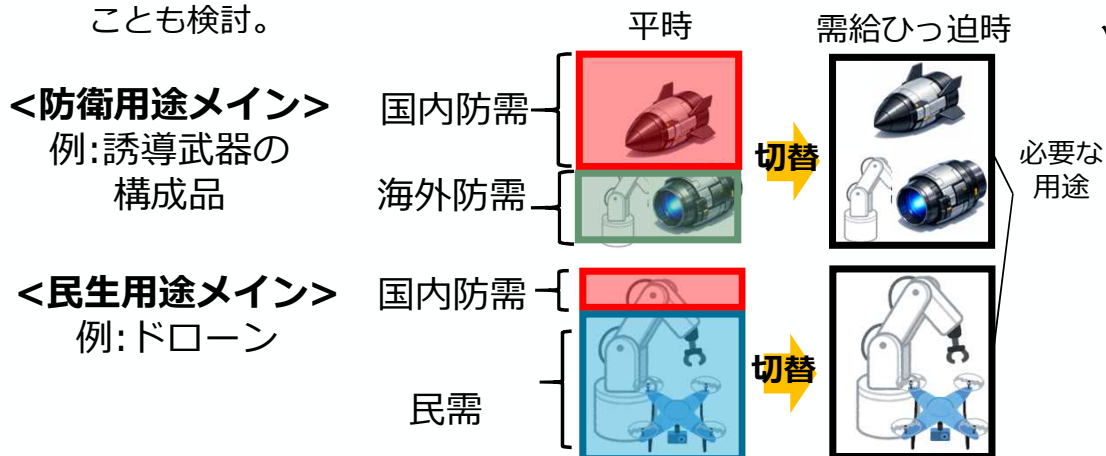 ことも検討。
平時
需給ひっ迫時
<防衛用途メイン>
例:誘導武器の
構成品
国内防需
海外防需
切替
必要な
用途
<民生用途メイン>
例:ドローン
国内防需
民需
切替